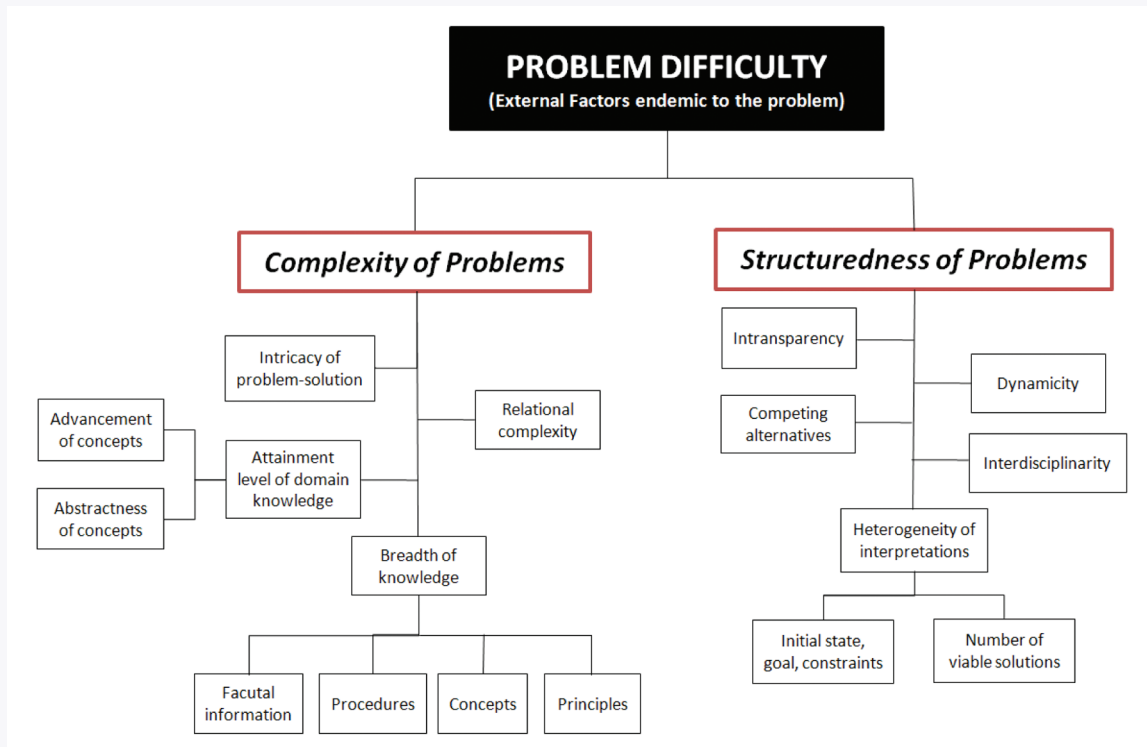 PROBLEM DIFFICULTY
(External Factors endemic to the problem)
Complexity of Problems
Intricacy of
problem-solution
Relational
complexity
Advancement
of concepts
Abstractness
of concepts
Attainment
level of domain
knowledge
Breadth of
knowledge
Facutal
information
Procedures
Concepts
Principles
Structuredness of Problems
Intransparency
Dynamicity
Competing
alternatives
Interdisciplinarity
Heterogeneity of
interpretations
Initial state,
goal, constraints
Number of
viable solutions